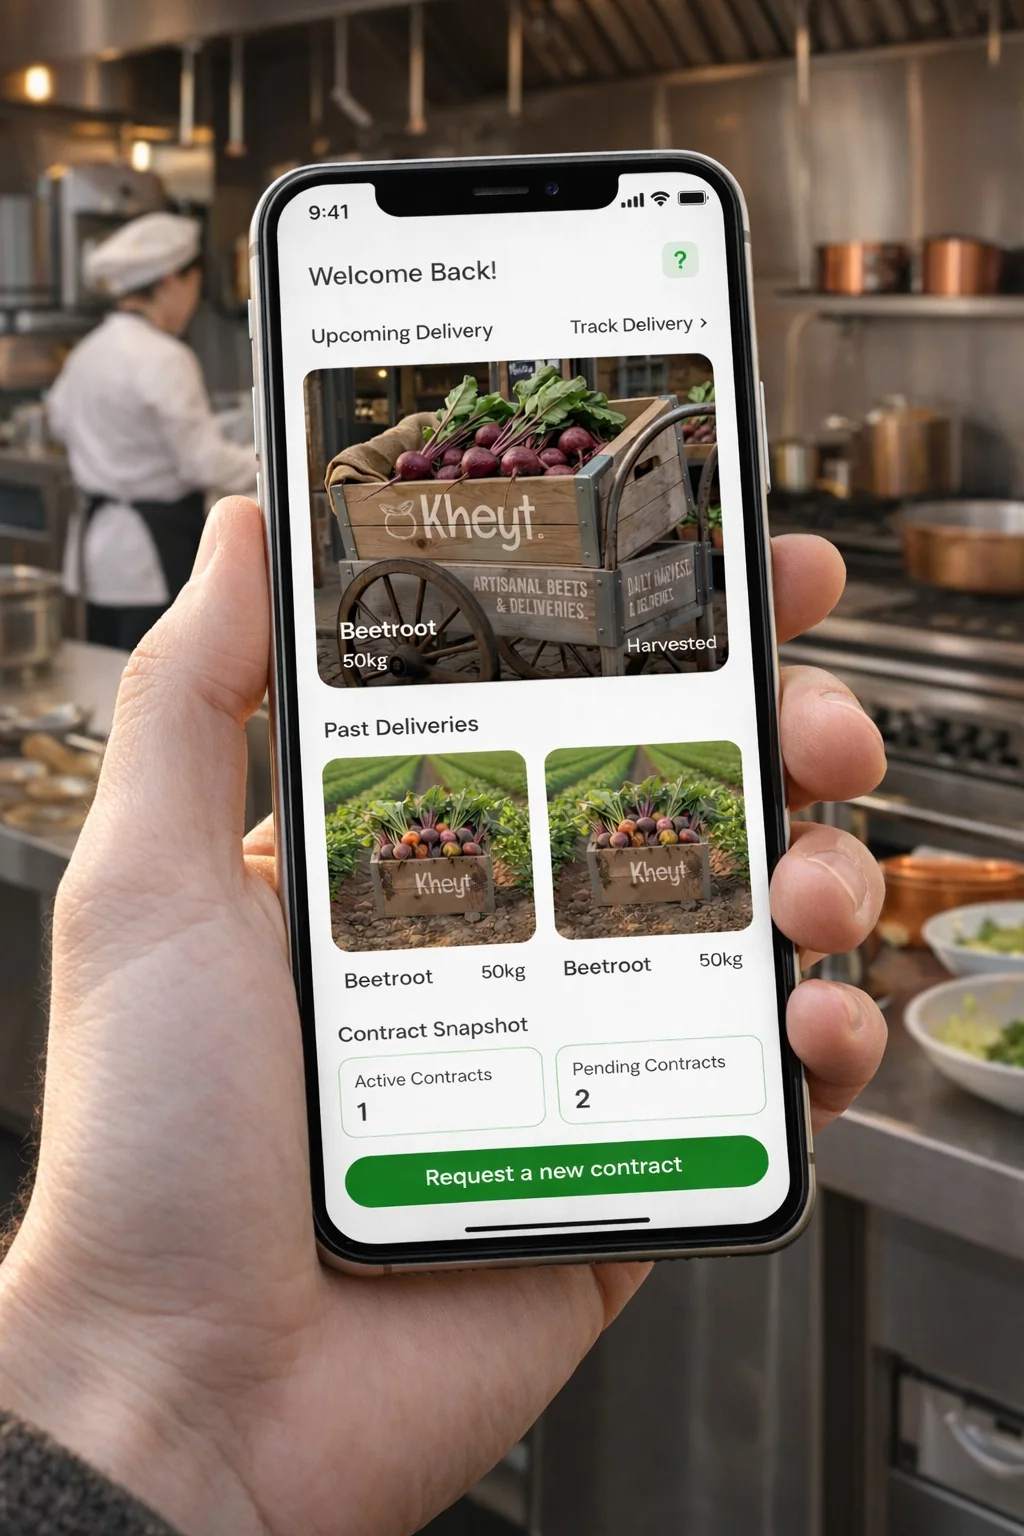 9:41
Welcome Back!
?
Upcoming Delivery
Track Delivery >
Kheyt.
ARTISANAL BEETS
& DELIVERIES.
DAILY HARVEST.
& DELIVERIES.
Beetroot
50kg
Harvested
Past Deliveries
Kheyt
Kheyt
Beetroot 50kg
Beetroot 50kg
Contract Snapshot
Active Contracts
1
Pending Contracts
2
Request a new contract